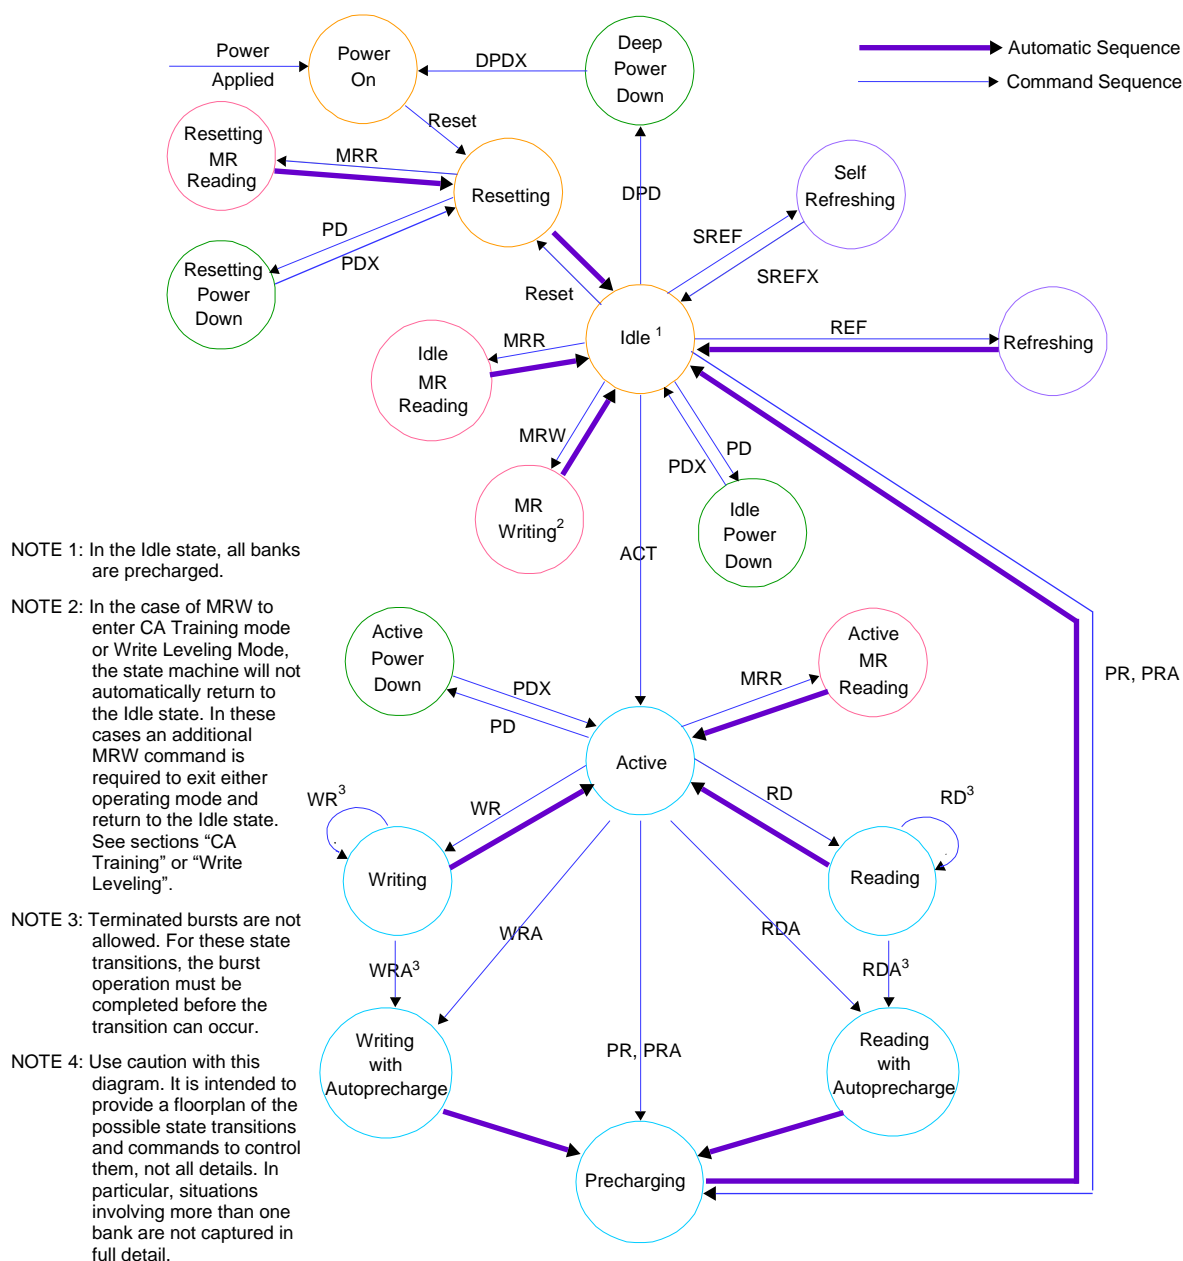 Power
Applied
Power
On
DPDX
Deep
Power
Down
Automatic Sequence
Command Sequence
Reset
Resetting
MR
Reading
MRR
Resetting
DPD
Self
Refreshing
PD
PDX
SREF
SREFX
Resetting
Power
Down
Reset
Idle 1
REF
Refreshing
MRR
Idle
MR
Reading
MRW
PD
PDX
MR
Writing2
Idle
Power
Down
ACT
NOTE 1: In the Idle state, all banks
are precharged.
NOTE 2: In the case of MRW to
enter CA Training mode
or Write Leveling Mode,
the state machine will not
automatically return to
the Idle state. In these
cases an additional
MRW command is
required to exit either
operating mode and
return to the Idle state.
See sections “CA
Training” or “Write
Leveling”.
NOTE 3: Terminated bursts are not
allowed. For these state
transitions, the burst
operation must be
completed before the
transition can occur.
NOTE 4: Use caution with this
diagram. It is intended to
provide a floorplan of the
possible state transitions
and commands to control
them, not all details. In
particular, situations
involving more than one
bank are not captured in
full detail.
Active
Power
Down
PDX
PD
MRR
Active
MR
Reading
PR, PRA
Active
WR3
WR
RD
RD3
Writing
Reading
WRA
RDA
WRA3
RDA3
Writing
with
Autoprecharge
PR, PRA
Reading
with
Autoprecharge
Precharging